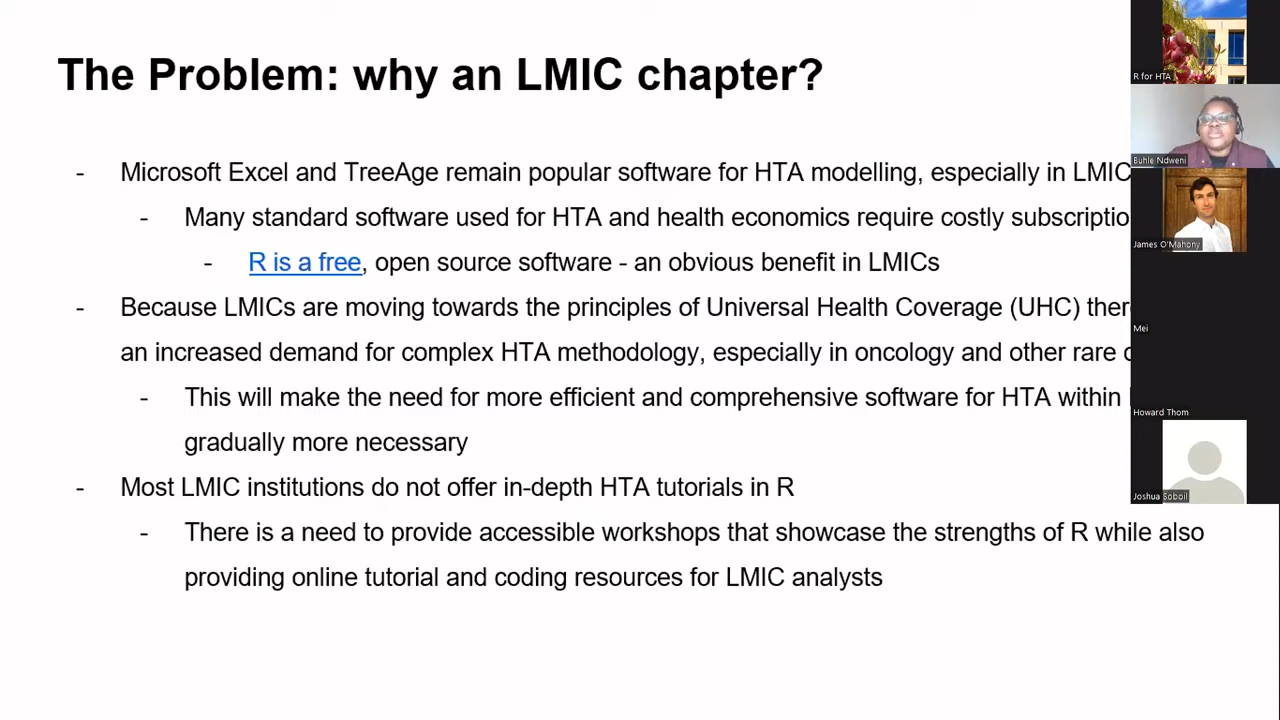 The Problem: why an LMIC chapter?
- Microsoft Excel and TreeAge remain popular software for HTA modelling, especially in LMIC
- Many standard software used for HTA and health economics require costly subscriptio
- R is a free, open source software - an obvious benefit in LMICs
- Because LMICs are moving towards the principles of Universal Health Coverage (UHC) ther
an increased demand for complex HTA methodology, especially in oncology and other rare
- This will make the need for more efficient and comprehensive software for HTA within
gradually more necessary
- Most LMIC institutions do not offer in-depth HTA tutorials in R
- There is a need to provide accessible workshops that showcase the strengths of R while also
providing online tutorial and coding resources for LMIC analysts
R for HTA
Buhle Ndweni
James O'Mahony
Mei
Howard Thom
Joshua Soboil